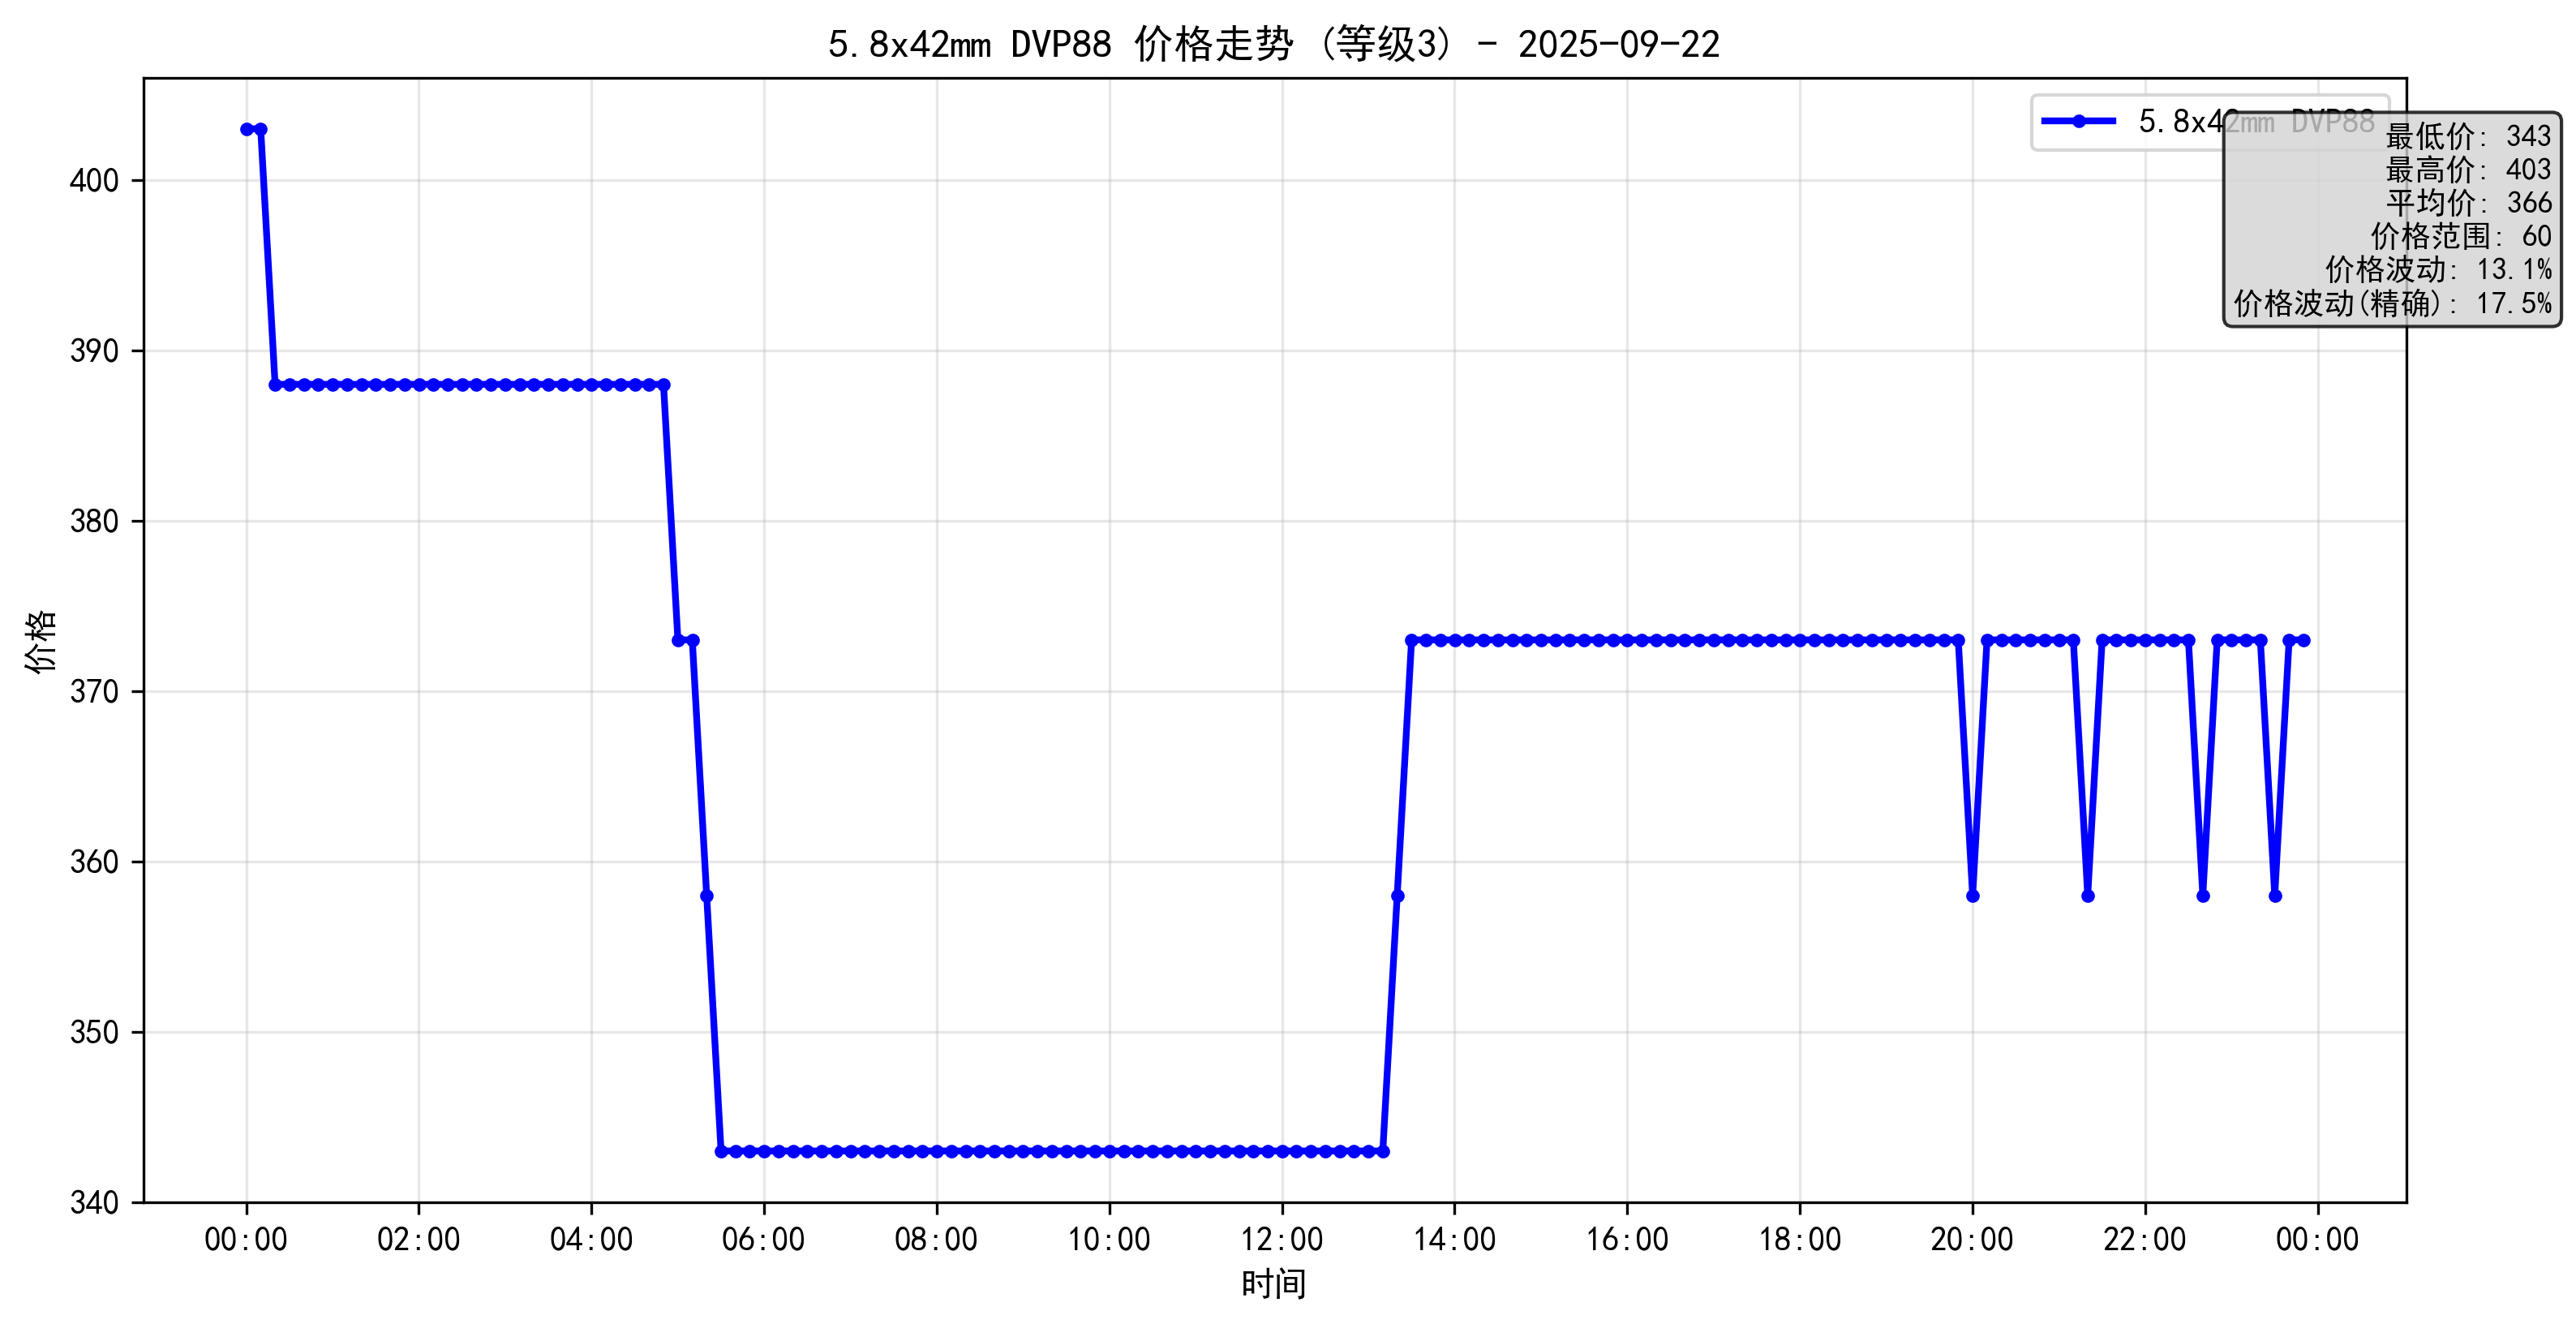 5.8x42mm DVP88 价格走势 (等级3) - 2025-09-22
5.8x42mm DVP88
最低价: 343
最高价: 403
平均价: 366
价格范围: 60
价格波动: 13.1%
价格波动(精确): 17.5%
价格
400
390
380
370
360
350
340
00:00 02:00 04:00 06:00 08:00 10:00 12:00 14:00 16:00 18:00 20:00 22:00 00:00
时间